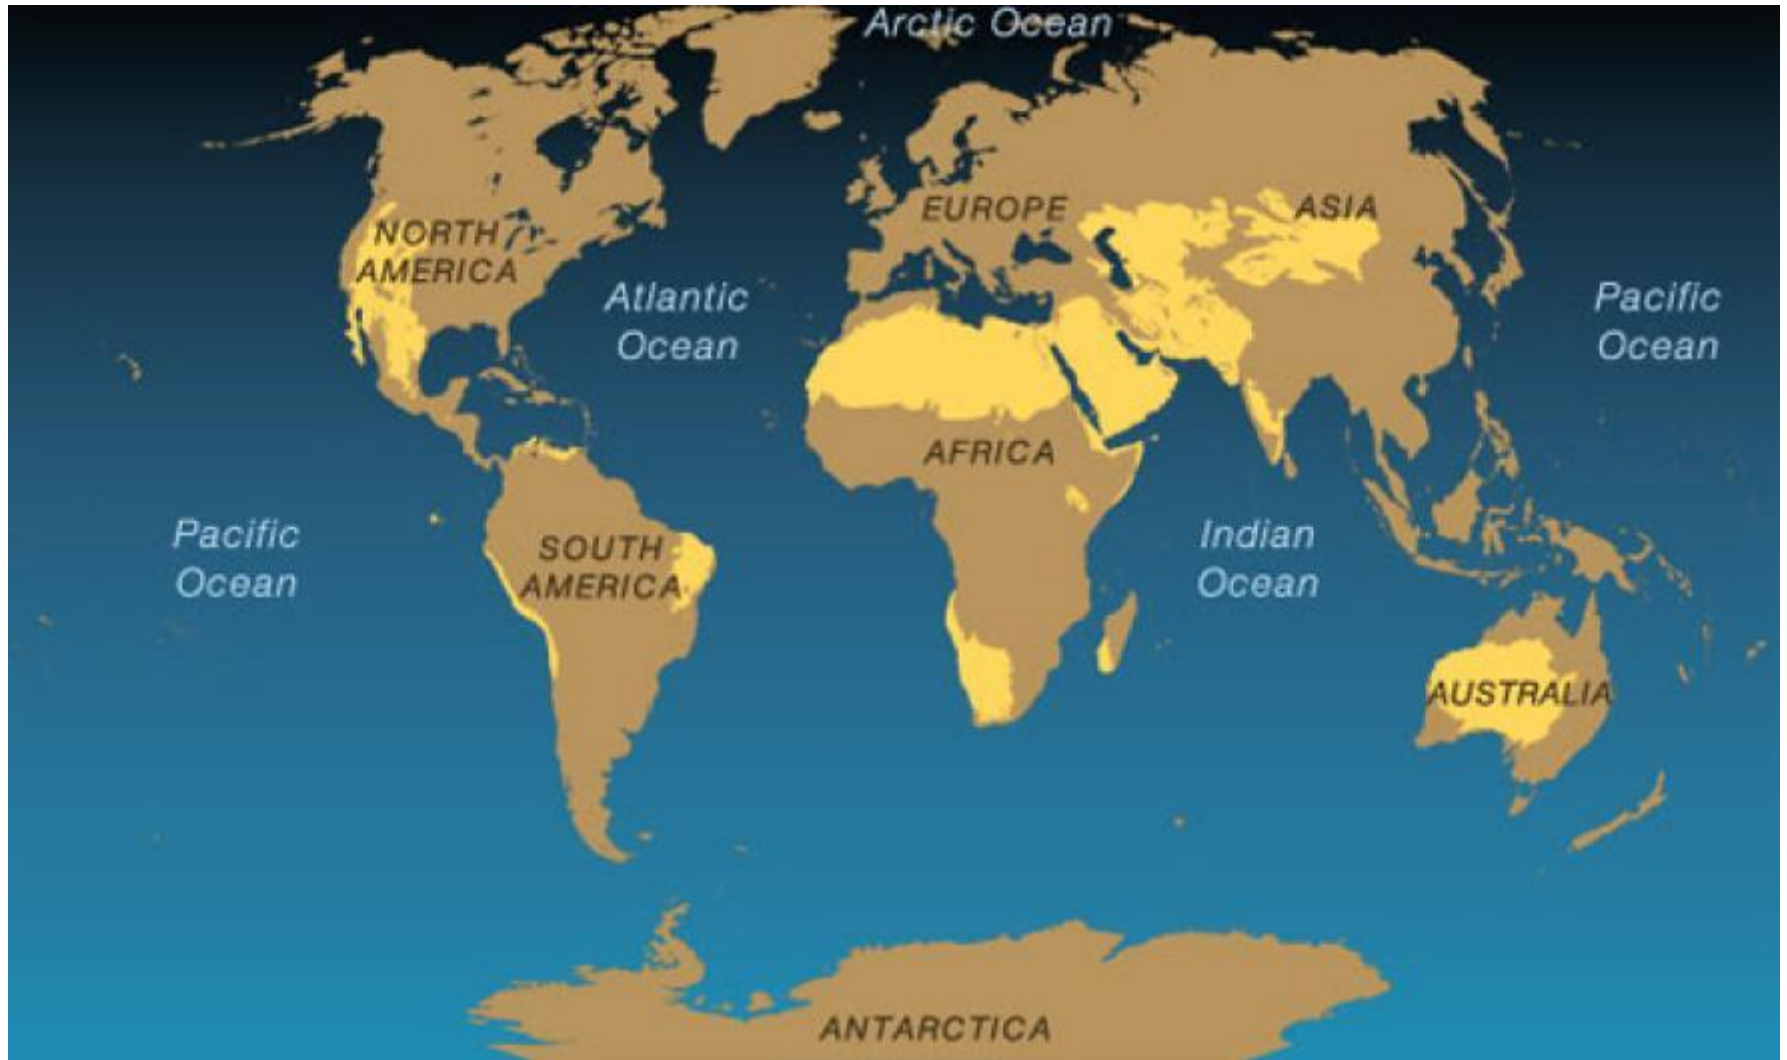 Arctic Ocean
NORTH
AMERICA
EUROPE
ASIA
Atlantic
Ocean
Pacific
Ocean
AFRICA
Pacific
Ocean
SOUTH
AMERICA
Indian
Ocean
AUSTRALIA
ANTARCTICA